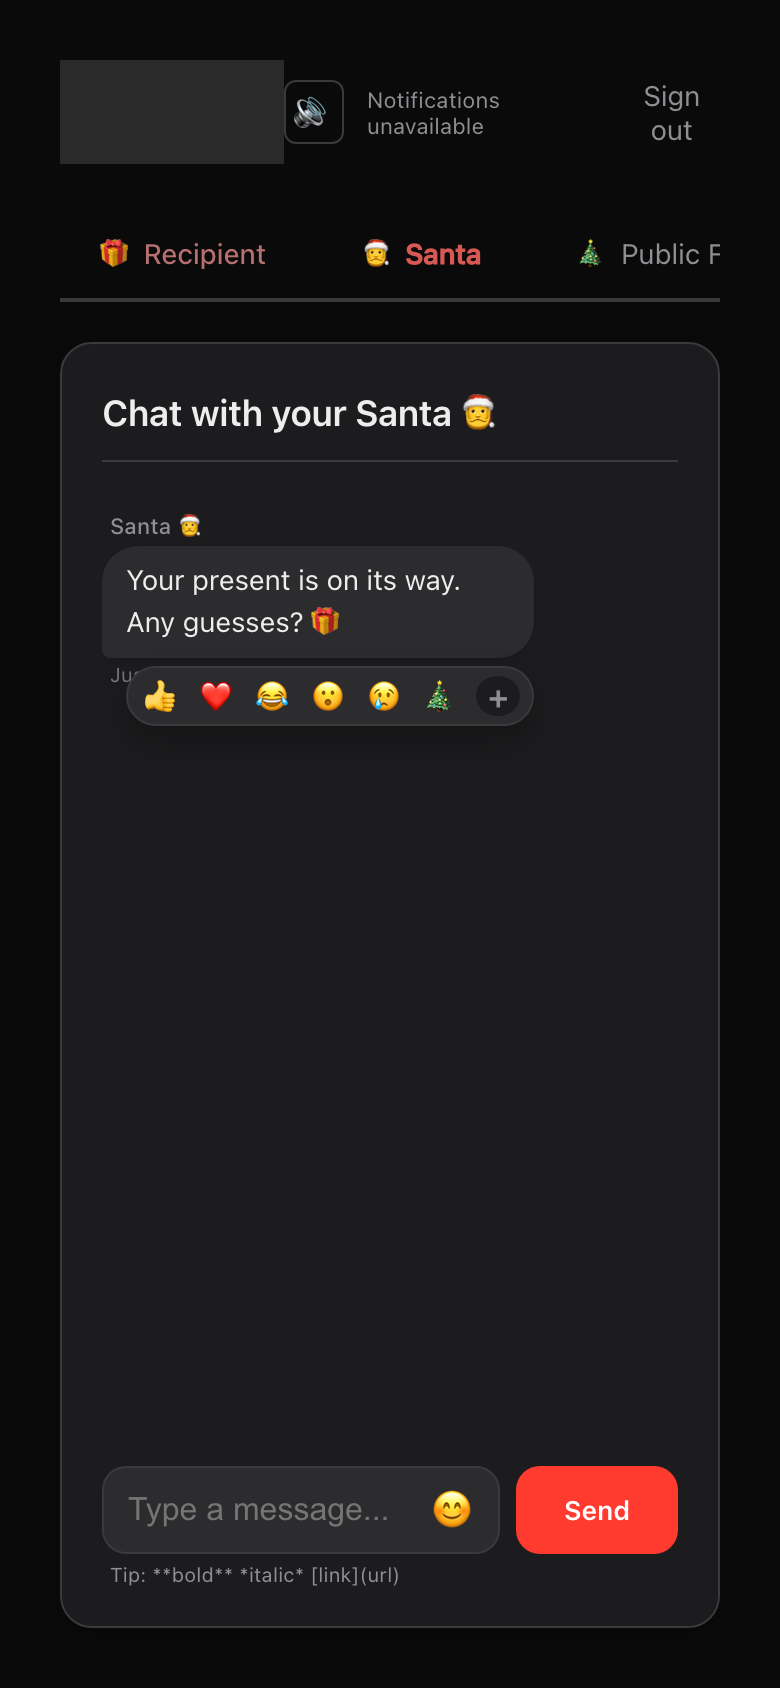 Notifications
unavailable
Sign
out
Recipient
Santa
Public F
Chat with your Santa
Santa
Your present is on its way.
Any guesses?
Type a message...
Send
Tip: **bold** *italic* [link](url)